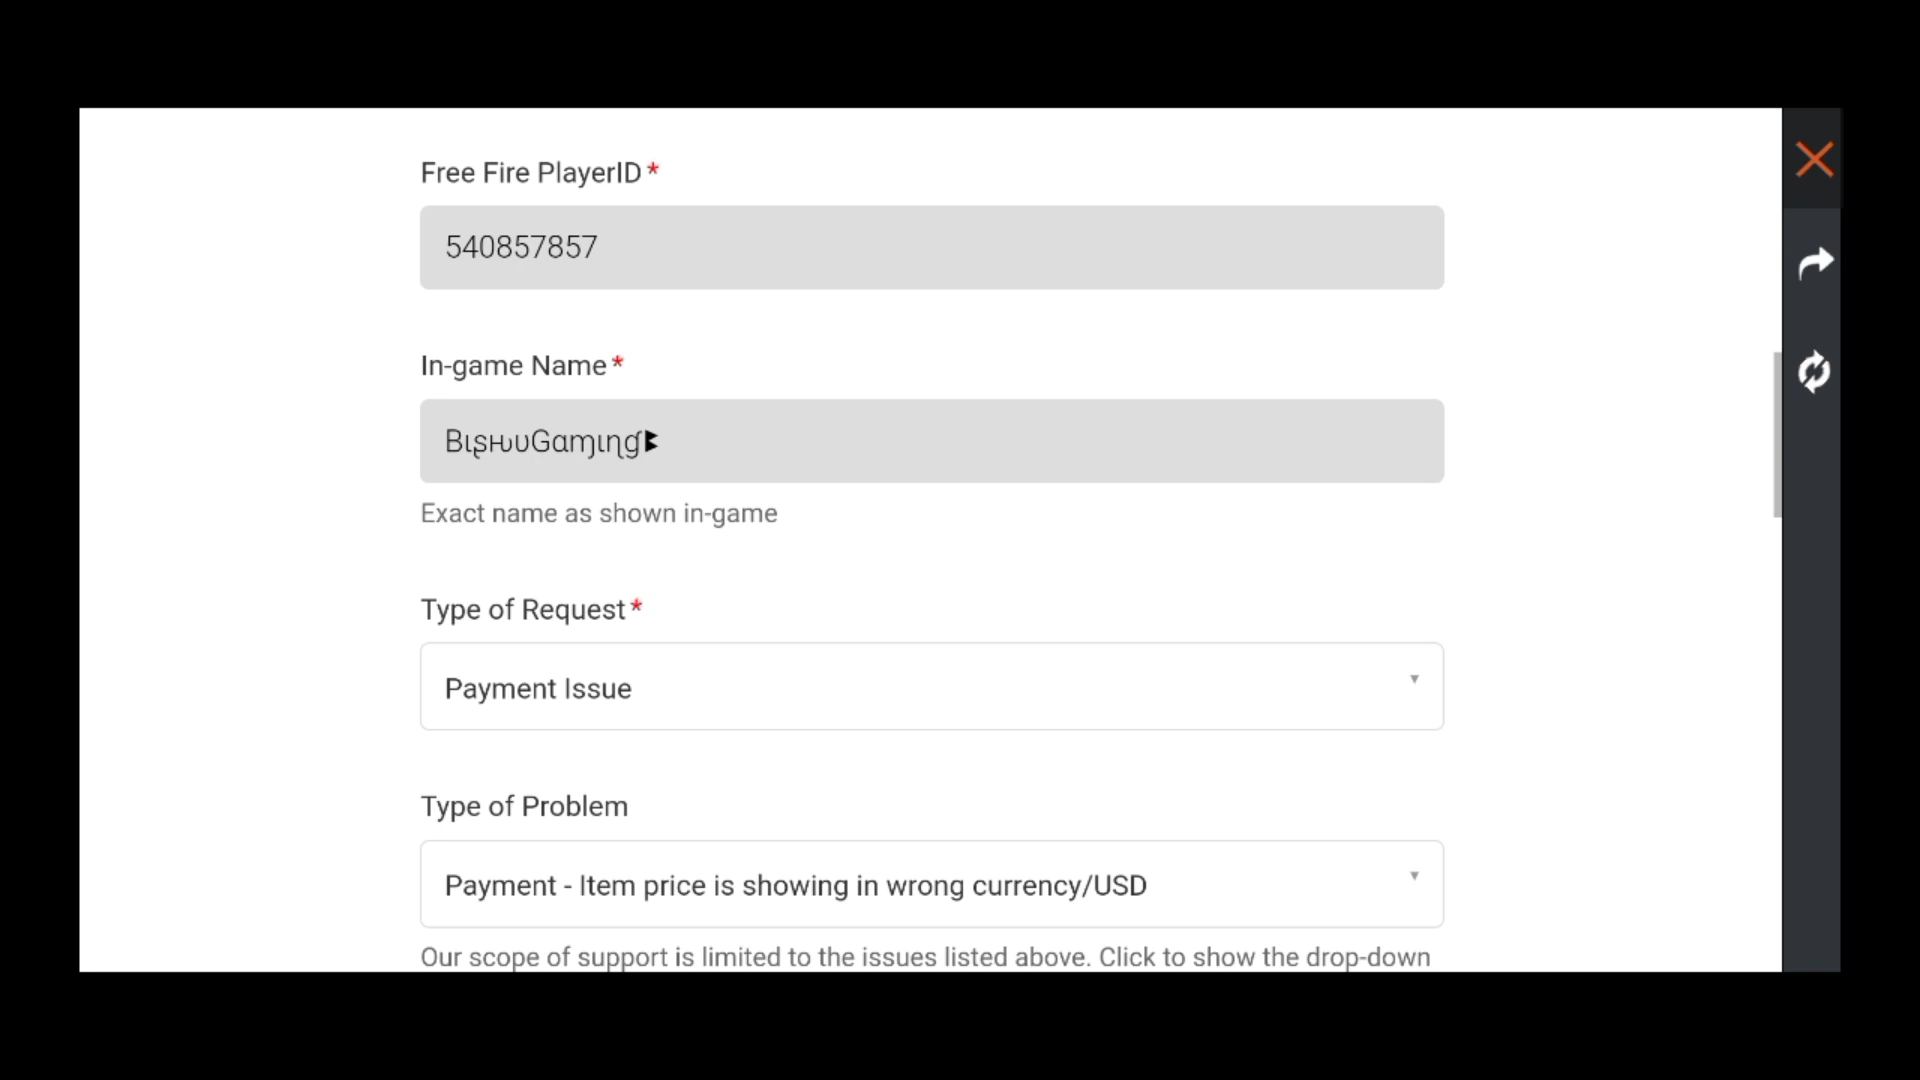 Free Fire PlayerID *
540857857
In-game Name *
BιʂԋυGαɱιɳɠ
Exact name as shown in-game
Type of Request *
Payment Issue
Type of Problem
Payment - Item price is showing in wrong currency/USD
Our scope of support is limited to the issues listed above. Click to show the drop-down